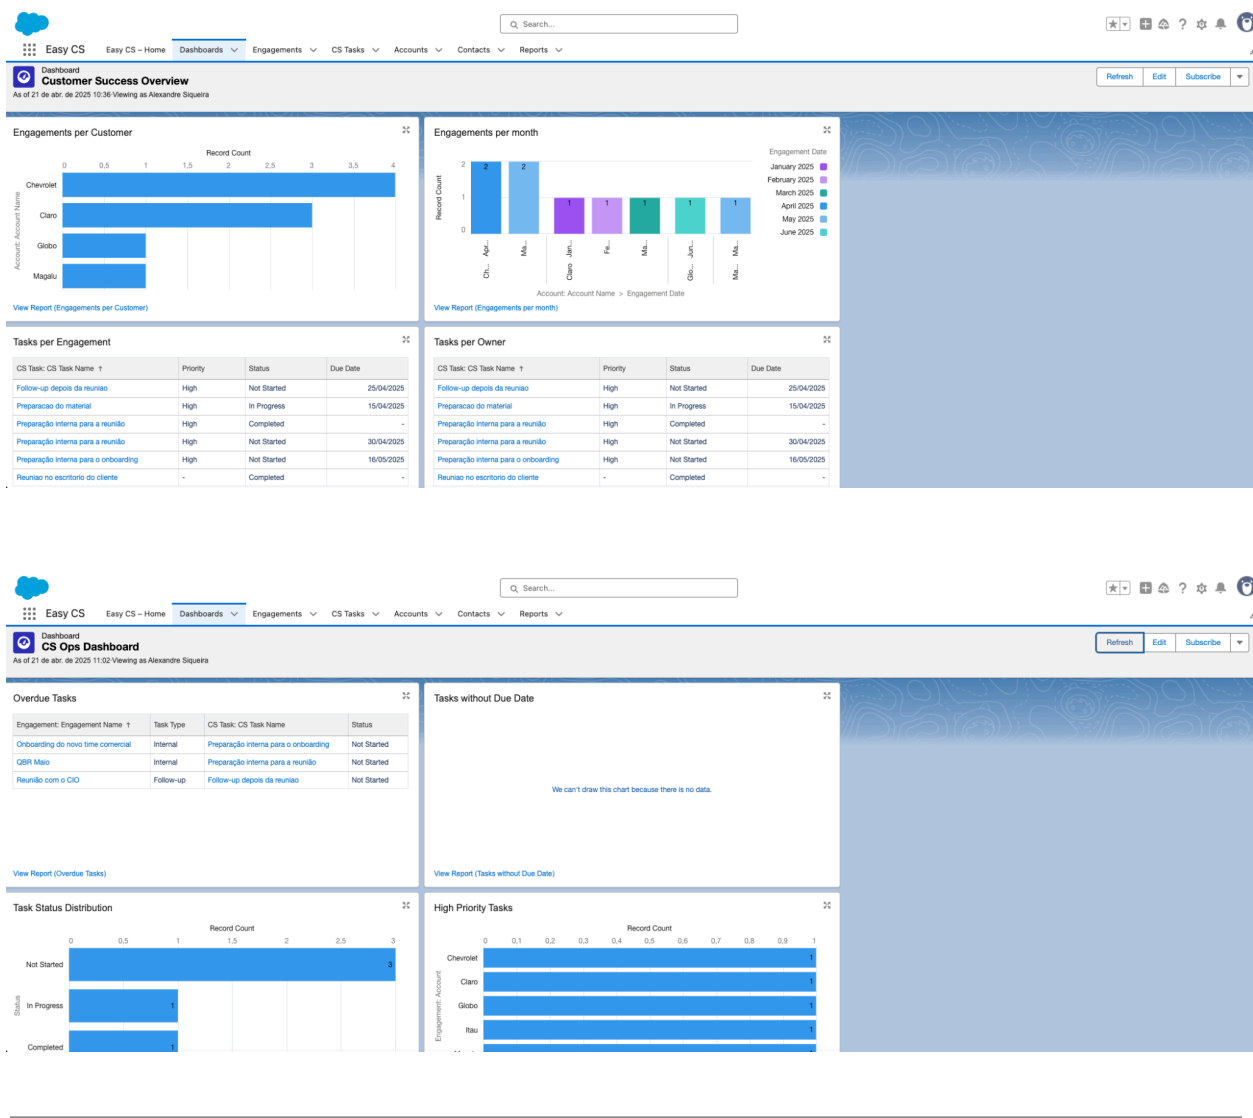 Search...
Easy CS Easy CS – Home Dashboards Engagements CS Tasks Accounts Contacts Reports
Dashboard
Customer Success Overview
As of 21 de abr. de 2025 10:36·Viewing as Alexandre Siqueira
Refresh Edit Subscribe
Engagements per Customer
Record Count
0 0,5 1 1,5 2 2,5 3 3,5 4
Account: Account Name
Chevrolet
Claro
Globo
Magalu
View Report (Engagements per Customer)
Engagements per month
Record Count
2
1
0
2 2 1 1 1 1 1
Apr... Ma... Jan... Fe... Ma... Jun... Ma...
Ch... Claro Glo... Ma...
Account: Account Name > Engagement Date
Engagement Date
January 2025
February 2025
March 2025
April 2025
May 2025
June 2025
View Report (Engagements per month)
Tasks per Engagement
CS Task: CS Task Name ↑ Priority Status Due Date
Follow-up depois da reuniao High Not Started 25/04/2025
Preparacao do material High In Progress 15/04/2025
Preparação interna para a reunião High Completed -
Preparação interna para a reunião High Not Started 30/04/2025
Preparação interna para o onboarding High Not Started 16/05/2025
Reuniao no escritorio do cliente - Completed -
Tasks per Owner
CS Task: CS Task Name ↑ Priority Status Due Date
Follow-up depois da reuniao High Not Started 25/04/2025
Preparacao do material High In Progress 15/04/2025
Preparação interna para a reunião High Completed -
Preparação interna para a reunião High Not Started 30/04/2025
Preparação interna para o onboarding High Not Started 16/05/2025
Reuniao no escritorio do cliente - Completed -
Search...
Easy CS Easy CS – Home Dashboards Engagements CS Tasks Accounts Contacts Reports
Dashboard
CS Ops Dashboard
As of 21 de abr. de 2025 11:02·Viewing as Alexandre Siqueira
Refresh Edit Subscribe
Overdue Tasks
Engagement: Engagement Name ↑ Task Type CS Task: CS Task Name Status
Onboarding do novo time comercial Internal Preparação interna para o onboarding Not Started
QBR Maio Internal Preparação interna para a reunião Not Started
Reunião com o CIO Follow-up Follow-up depois da reuniao Not Started
View Report (Overdue Tasks)
Tasks without Due Date
We can't draw this chart because there is no data.
View Report (Tasks without Due Date)
Task Status Distribution
Record Count
0 0,5 1 1,5 2 2,5 3
Status
Not Started 3
In Progress 1
Completed 1
High Priority Tasks
Record Count
0 0,1 0,2 0,3 0,4 0,5 0,6 0,7 0,8 0,9 1
Engagement: Account
Chevrolet 1
Claro 1
Globo 1
Itau 1